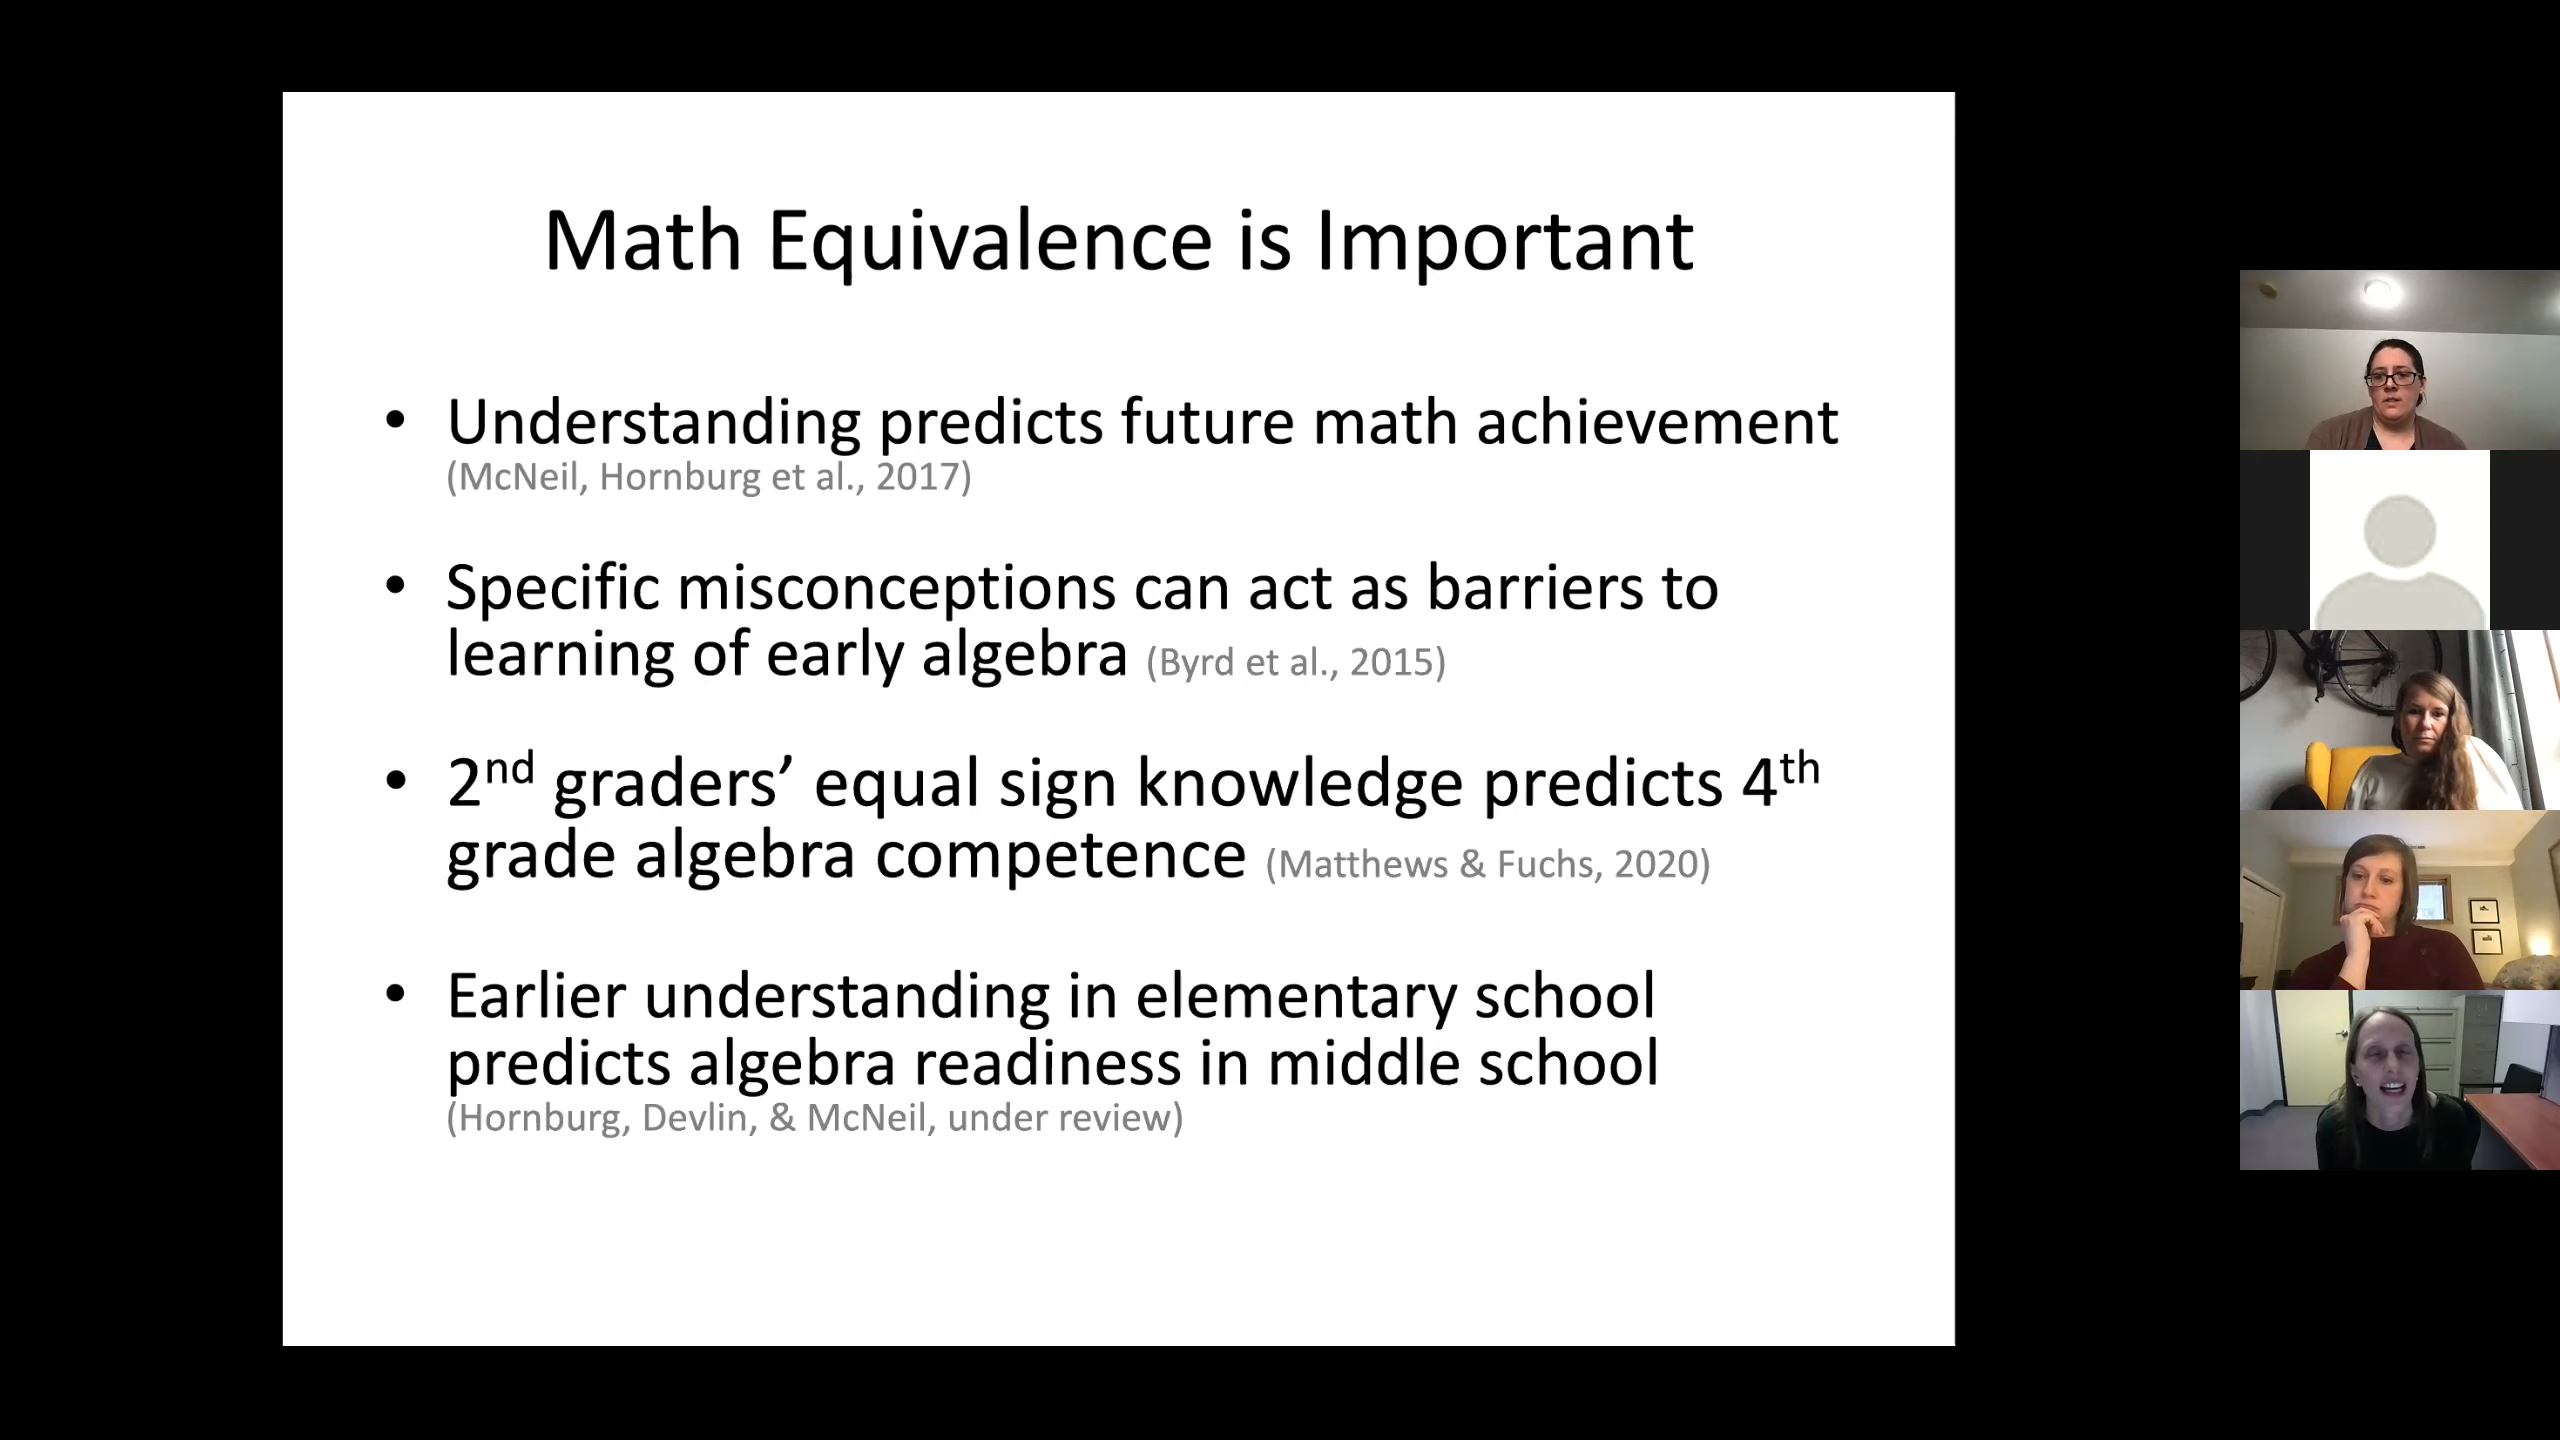 Math Equivalence is Important
• Understanding predicts future math achievement
(McNeil, Hornburg et al., 2017)
• Specific misconceptions can act as barriers to
learning of early algebra (Byrd et al., 2015)
• 2nd graders’ equal sign knowledge predicts 4th
grade algebra competence (Matthews & Fuchs, 2020)
• Earlier understanding in elementary school
predicts algebra readiness in middle school
(Hornburg, Devlin, & McNeil, under review)